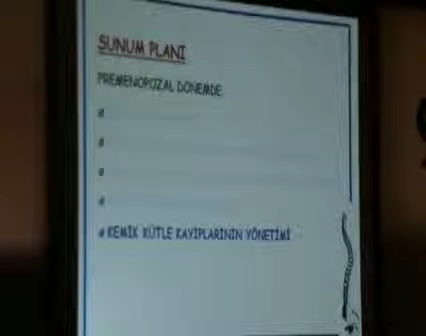 SUNUM PLANI
PREMENOPOZAL DÖNEMDE
KEMİK KÜTLE KAYIPLARININ YÖNETİMİ